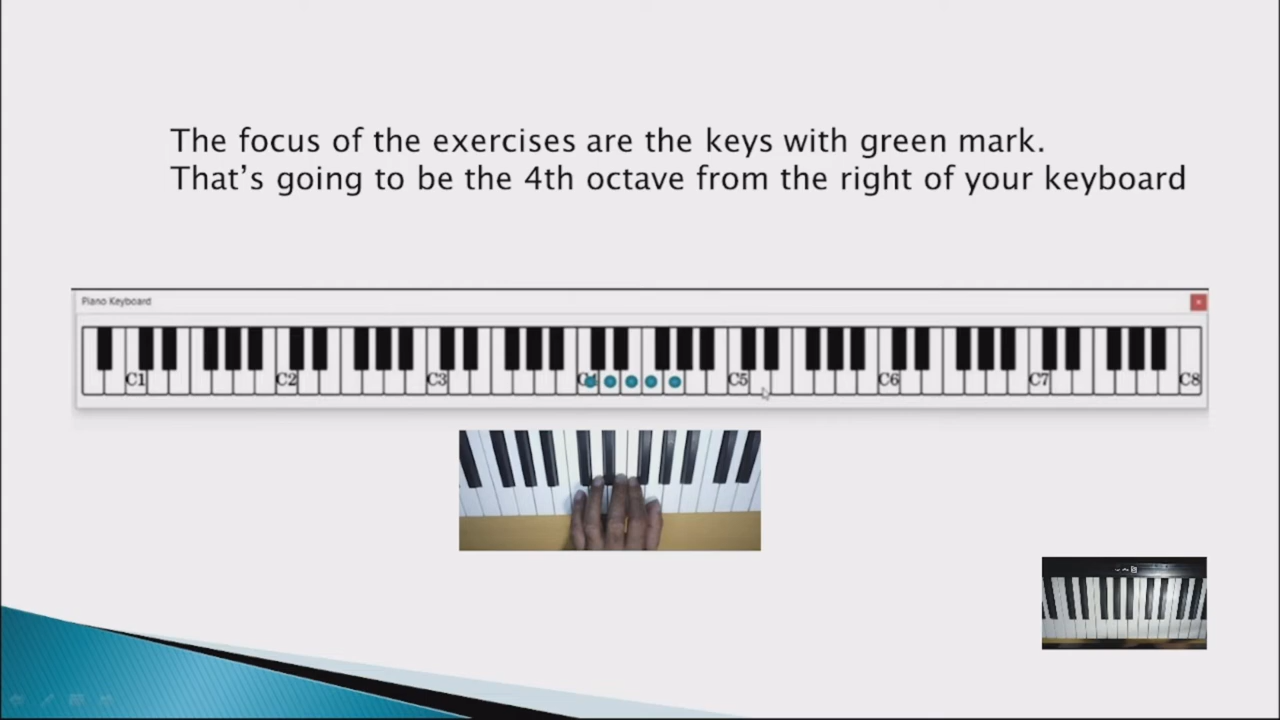 The focus of the exercises are the keys with green mark.
That's going to be the 4th octave from the right of your keyboard
Piano Keyboard
C1 C2 C3 C4 C5 C6 C7 C8